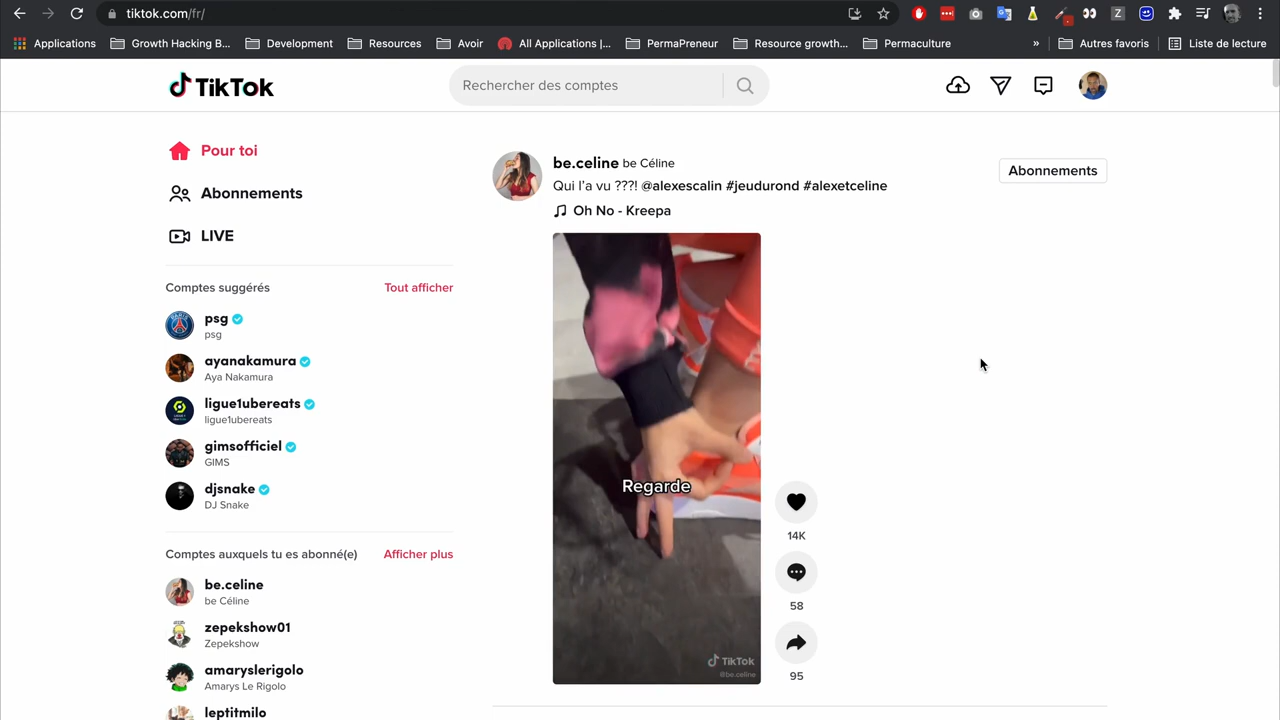 tiktok.com/fr/
Applications
Growth Hacking B...
Development
Resources
Avoir
All Applications |...
PermaPreneur
Resource growth...
Permaculture
»
Autres favoris
Liste de lecture
TikTok
Rechercher des comptes
Pour toi
Abonnements
LIVE
Comptes suggérés
Tout afficher
psg
psg
ayanakamura
Aya Nakamura
ligue1ubereats
ligue1ubereats
gimsofficiel
GIMS
djsnake
DJ Snake
Comptes auxquels tu es abonné(e)
Afficher plus
be.celine
be Céline
zepekshow01
Zepekshow
amaryslerigolo
Amarys Le Rigolo
leptitmilo
be.celine be Céline
Abonnements
Qui l'a vu ???! @alexescalin #jeudurond #alexetceline
Oh No - Kreepa
Regarde
TikTok
@be.celine
14K
58
95